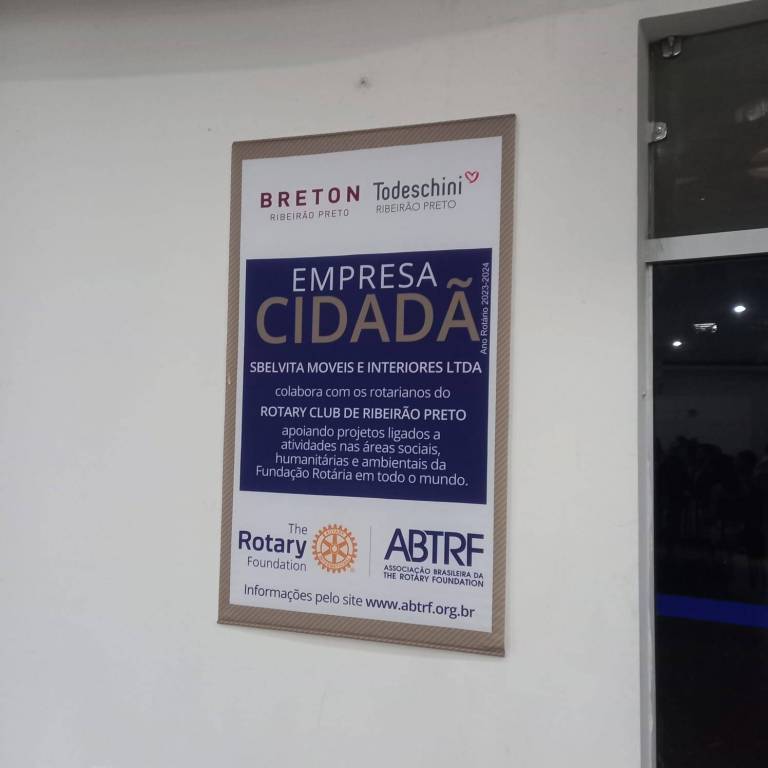 BRETON
RIBEIRÃO PRETO
Todeschini
RIBEIRÃO PRETO
EMPRESA
CIDADÃ
Ano Rotário 2023-2024
SBELVITA MOVEIS E INTERIORES LTDA
colabora com os rotarianos do
ROTARY CLUB DE RIBEIRÃO PRETO
apoiando projetos ligados a
atividades nas áreas sociais,
humanitárias e ambientais da
Fundação Rotária em todo o mundo.
The
Rotary
Foundation
ABTRF
ASSOCIAÇÃO BRASILEIRA DA
THE ROTARY FOUNDATION
Informações pelo site www.abtrf.org.br